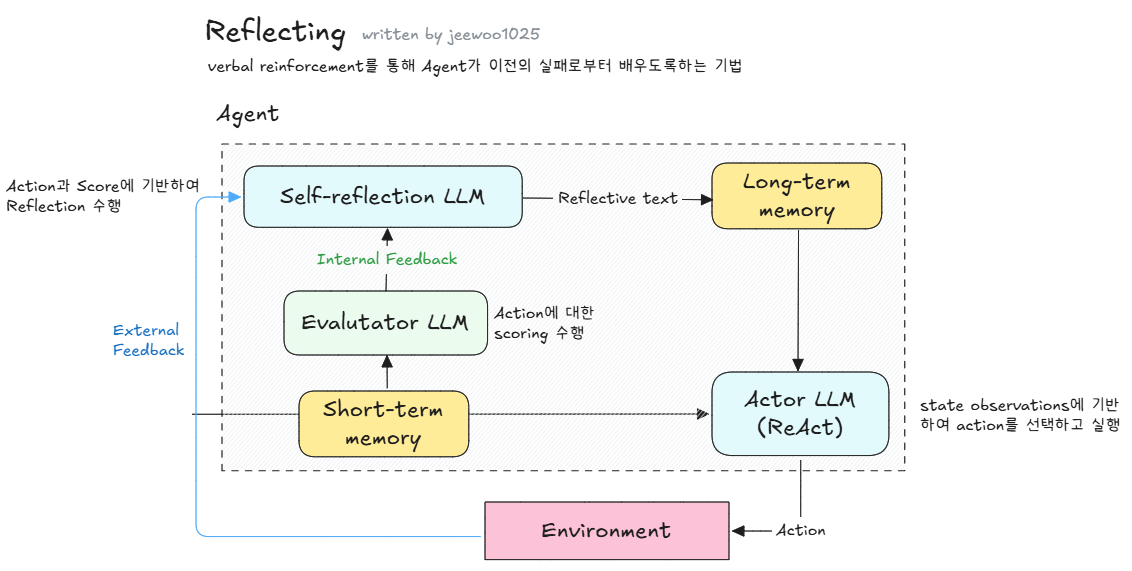 Reflecting written by jeewoo1025
verbal reinforcement를 통해 Agent가 이전의 실패로부터 배우도록하는 기법
Agent
Action과 Score에 기반하여
Reflection 수행
Self-reflection LLM
Reflective text
Long-term
memory
Internal Feedback
External
Feedback
Evalutator LLM
Action에 대한
scoring 수행
Short-term
memory
Actor LLM
(ReAct)
state observations에 기반
하여 action를 선택하고 실행
Environment
Action